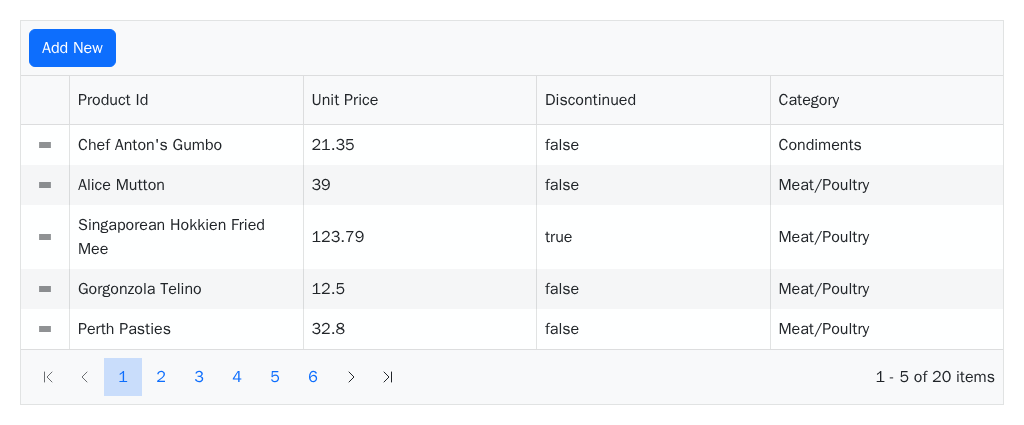 Add New
Product Id Unit Price Discontinued Category
Chef Anton's Gumbo 21.35 false Condiments
Alice Mutton 39 false Meat/Poultry
Singaporean Hokkien Fried
Mee 123.79 true Meat/Poultry
Gorgonzola Telino 12.5 false Meat/Poultry
Perth Pasties 32.8 false Meat/Poultry
1 2 3 4 5 6 1 - 5 of 20 items